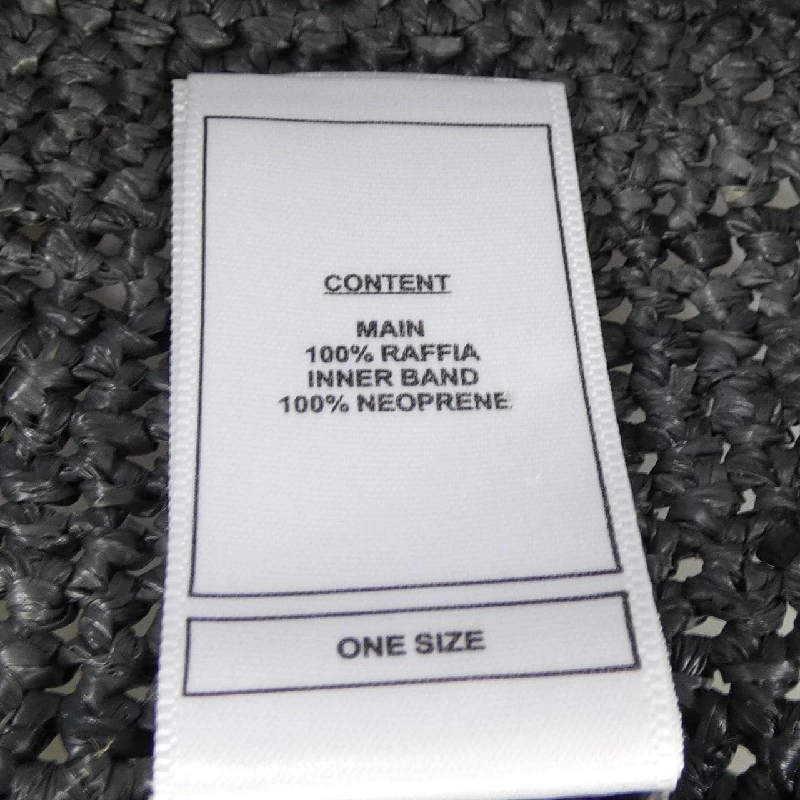 CONTENT
MAIN
100% RAFFIA
INNER BAND
100% NEOPRENE
ONE SIZE